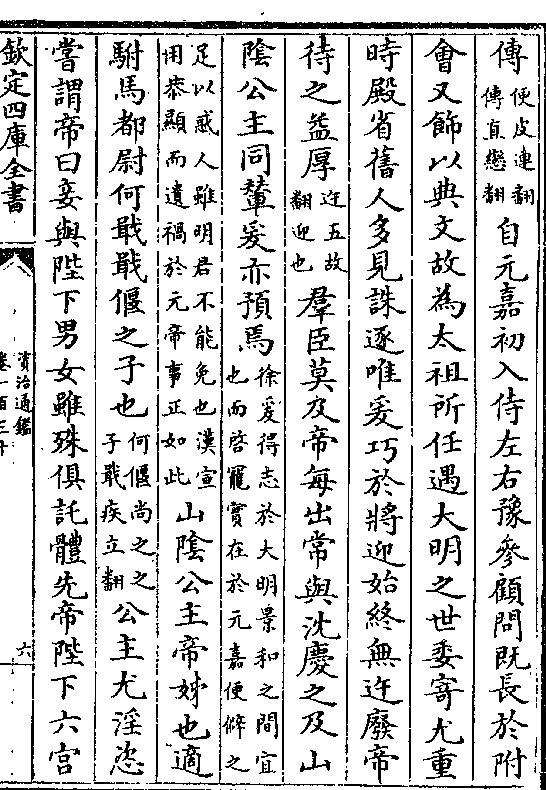 傳便皮連翻傳直戀翻自元嘉初入侍左右豫參顧問既長於附
會又飾以典文故為太祖所任遇大明之世委寄尤重
時殿省舊人多見誅逐唯爰巧於將迎始終無迕廢帝
待之益厚迕五故翻迎也羣臣莫及帝每出常與沈慶之及山
陰公主同輦爰亦預焉徐爰得志於大明景和之間宜也而啓寵實在於元嘉便僻之
足以惑人雖明君不能免也漢宣用恭顯而遺禍於元帝事正如此山陰公主帝姊也適
駙馬都尉何戢戢偃之子也何偃尚之之子戢疾立翻公主尤淫恣
嘗謂帝曰妾與陛下男女雖殊俱託體先帝陛下六宫
欽定四庫全書
資治通鑑
卷一百三十
六